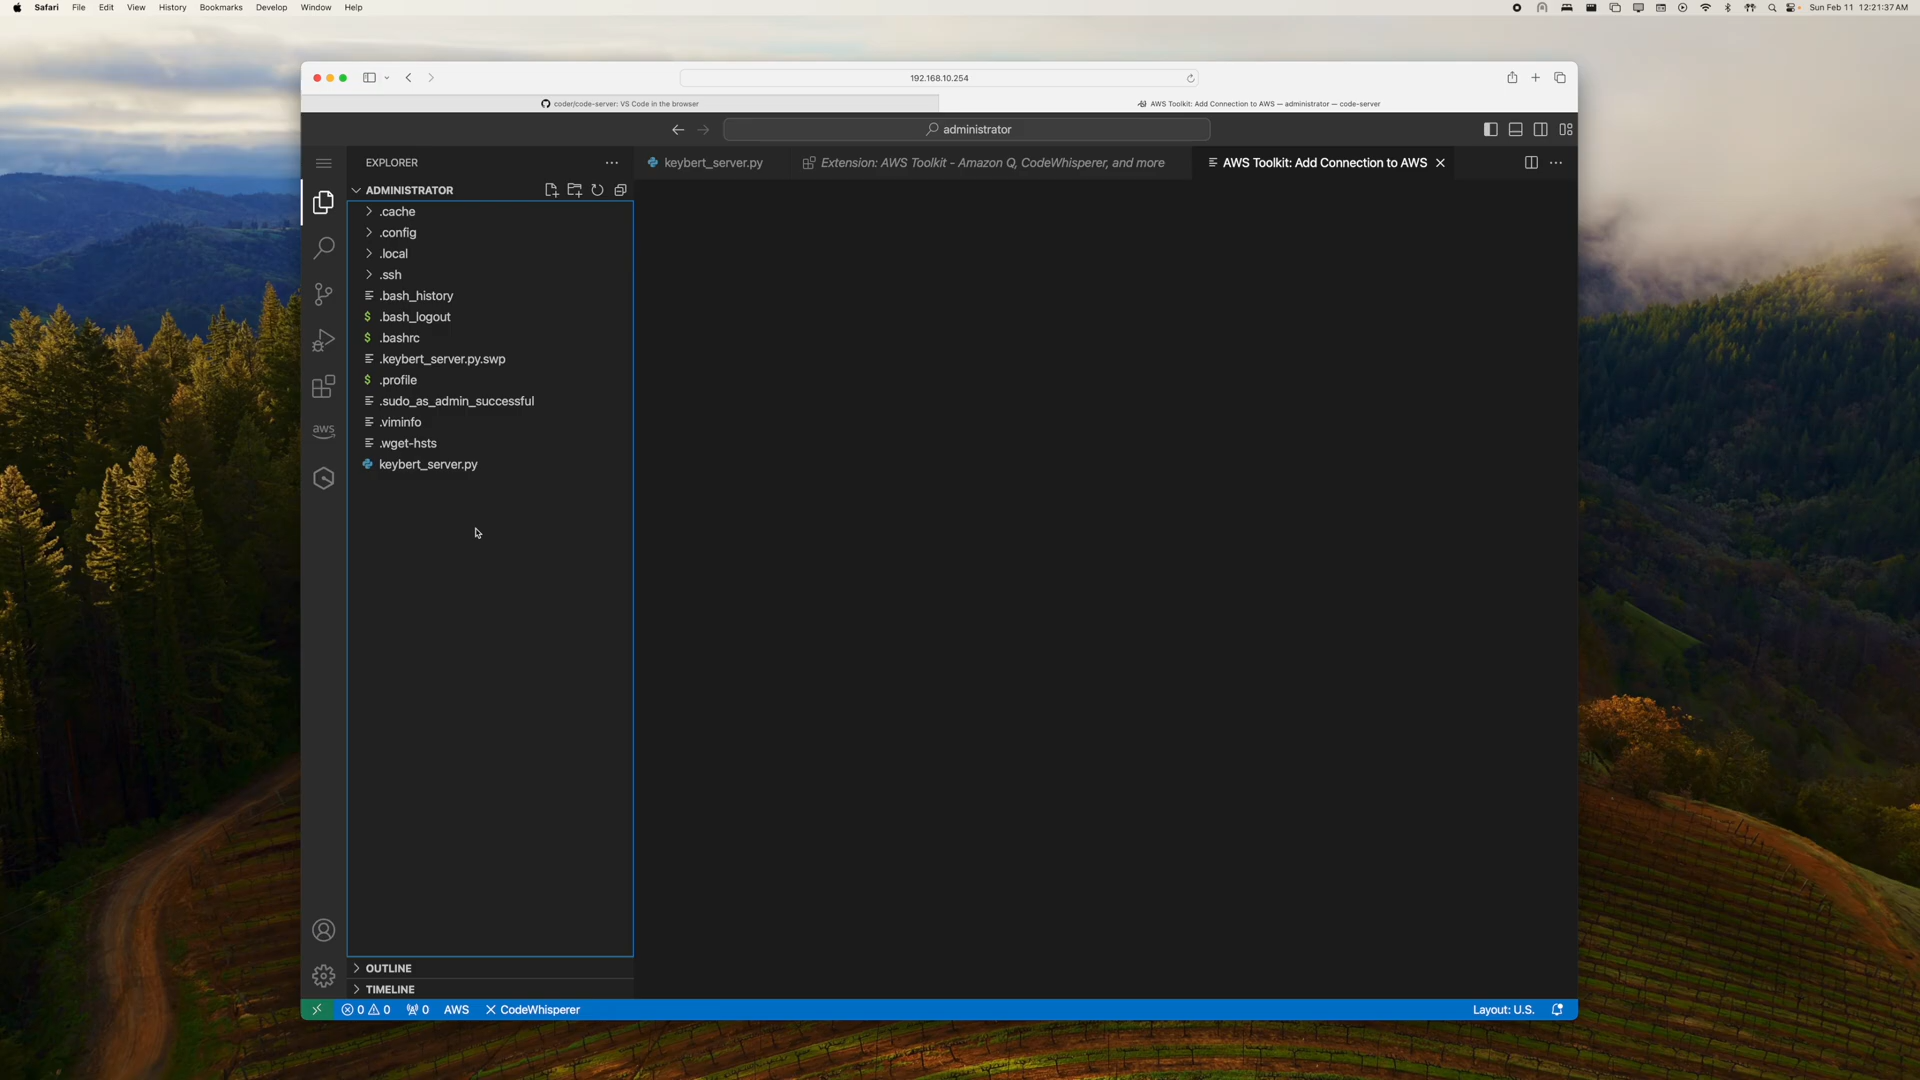 Safari File Edit View History Bookmarks Develop Window Help
Sun Feb 11 12:21:37 AM
192.168.10.254
coder/code-server: VS Code in the browser
AWS Toolkit: Add Connection to AWS — administrator — code-server
administrator
EXPLORER
keybert_server.py
Extension: AWS Toolkit - Amazon Q, CodeWhisperer, and more
AWS Toolkit: Add Connection to AWS
ADMINISTRATOR
.cache
.config
.local
.ssh
.bash_history
$ .bash_logout
$ .bashrc
.keybert_server.py.swp
$ .profile
.sudo_as_admin_successful
.viminfo
aws
.wget-hsts
keybert_server.py
OUTLINE
TIMELINE
0 0 0 AWS CodeWhisperer
Layout: U.S.